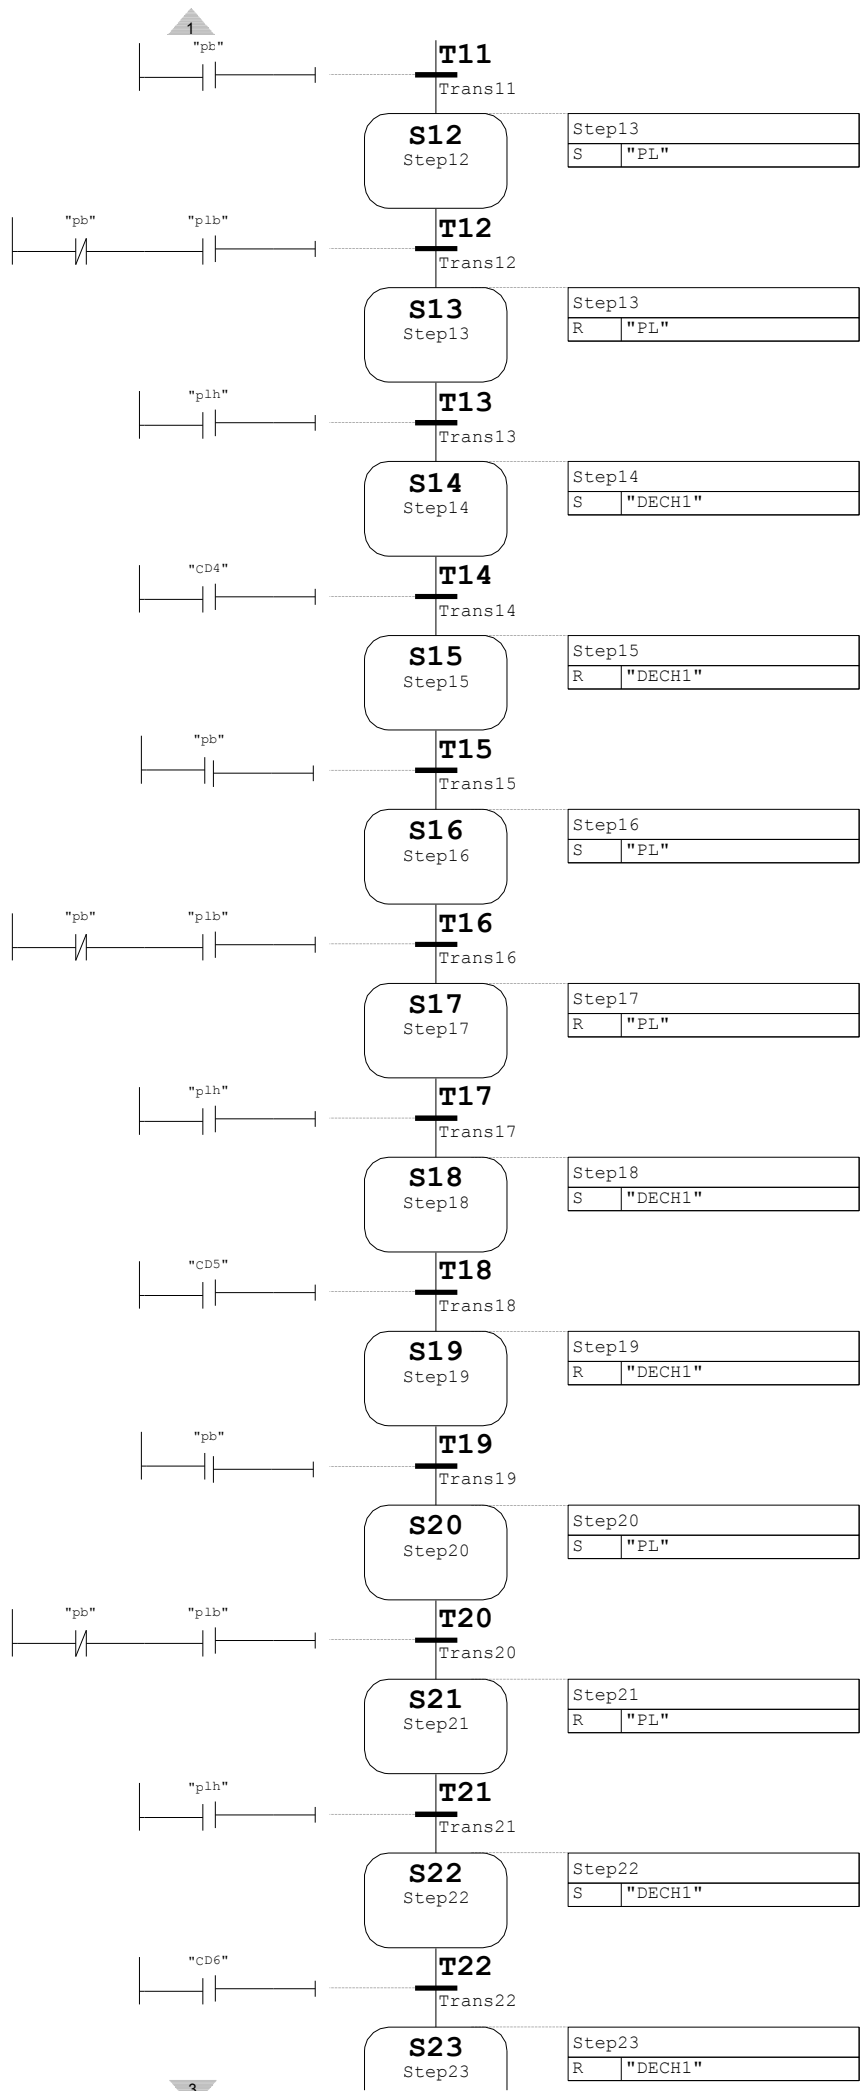 1
"pb"
T11
Trans11
S12
Step12
Step13
S "PL"
"pb" "plb"
T12
Trans12
S13
Step13
Step13
R "PL"
"plh"
T13
Trans13
S14
Step14
Step14
S "DECH1"
"CD4"
T14
Trans14
S15
Step15
Step15
R "DECH1"
"pb"
T15
Trans15
S16
Step16
Step16
S "PL"
"pb" "plb"
T16
Trans16
S17
Step17
Step17
R "PL"
"plh"
T17
Trans17
S18
Step18
Step18
S "DECH1"
"CD5"
T18
Trans18
S19
Step19
Step19
R "DECH1"
"pb"
T19
Trans19
S20
Step20
Step20
S "PL"
"pb" "plb"
T20
Trans20
S21
Step21
Step21
R "PL"
"plh"
T21
Trans21
S22
Step22
Step22
S "DECH1"
"CD6"
T22
Trans22
S23
Step23
Step23
R "DECH1"
3